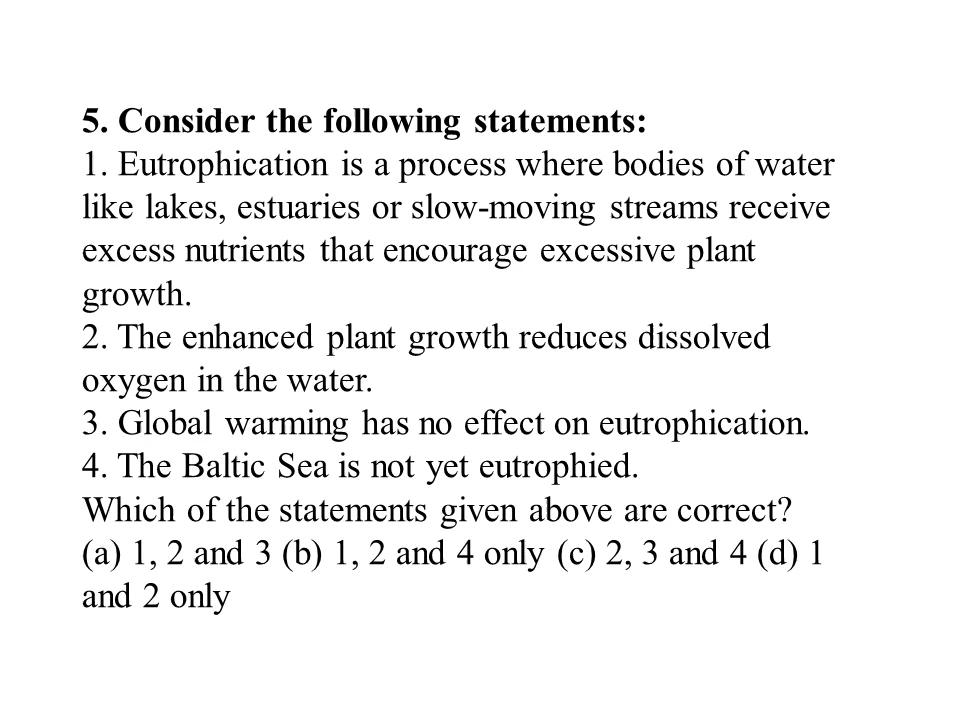 5. Consider the following statements:
1. Eutrophication is a process where bodies of water
like lakes, estuaries or slow-moving streams receive
excess nutrients that encourage excessive plant
growth.
2. The enhanced plant growth reduces dissolved
oxygen in the water.
3. Global warming has no effect on eutrophication.
4. The Baltic Sea is not yet eutrophied.
Which of the statements given above are correct?
(a) 1, 2 and 3 (b) 1, 2 and 4 only (c) 2, 3 and 4 (d) 1
and 2 only